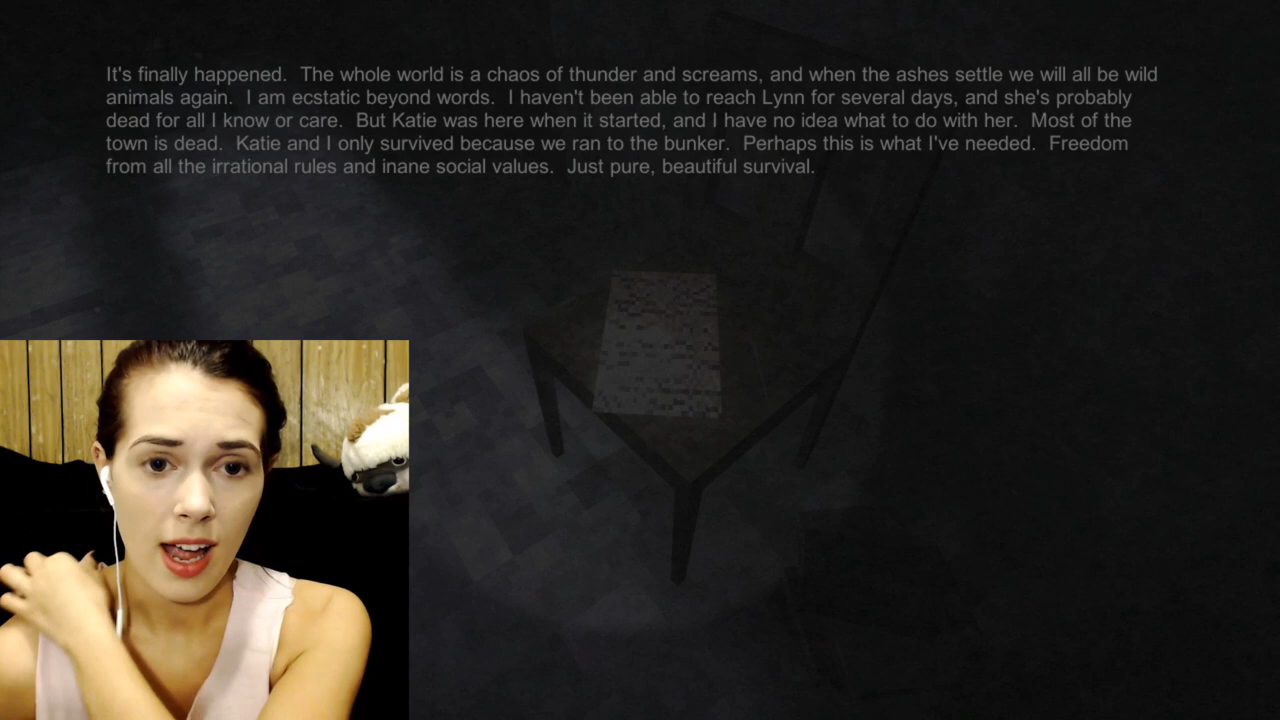 It's finally happened.  The whole world is a chaos of thunder and screams, and when the ashes settle we will all be wild
animals again.  I am ecstatic beyond words.  I haven't been able to reach Lynn for several days, and she's probably
dead for all I know or care.  But Katie was here when it started, and I have no idea what to do with her.  Most of the
town is dead.  Katie and I only survived because we ran to the bunker.  Perhaps this is what I've needed.  Freedom
from all the irrational rules and inane social values.  Just pure, beautiful survival.